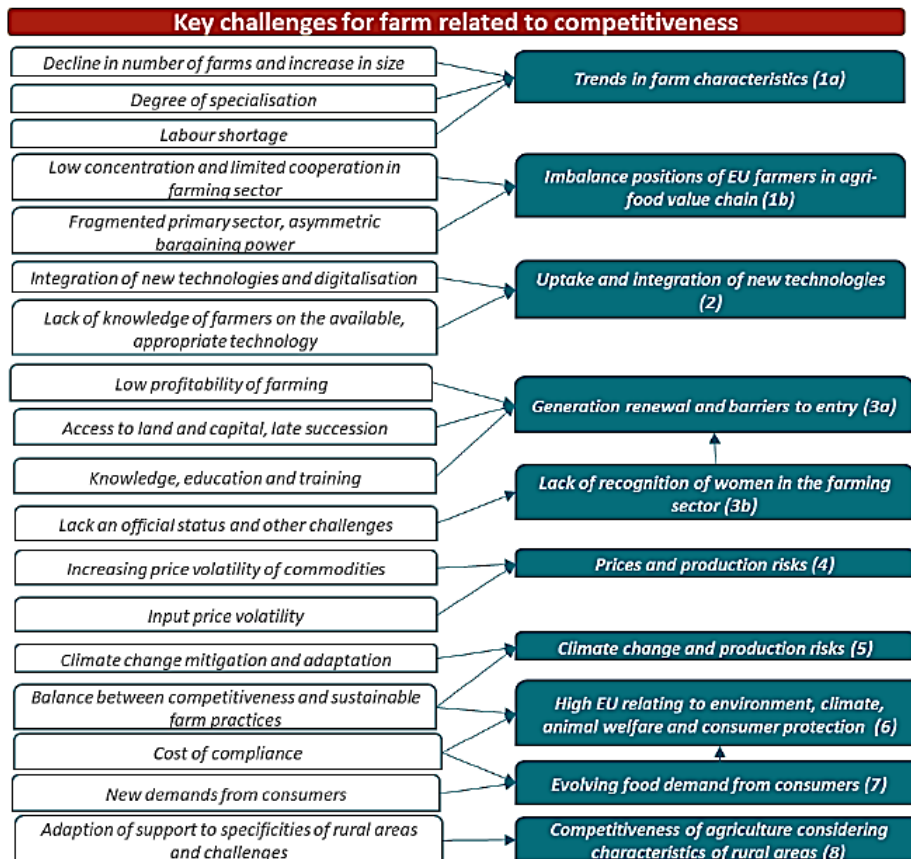 Key challenges for farm related to competitiveness
Decline in number of farms and increase in size
Degree of specialisation
Labour shortage
Trends in farm characteristics (1a)
Low concentration and limited cooperation in
farming sector
Fragmented primary sector, asymmetric
bargaining power
Imbalance positions of EU farmers in agri-
food value chain (1b)
Integration of new technologies and digitalisation
Lack of knowledge of farmers on the available,
appropriate technology
Uptake and integration of new technologies
(2)
Low profitability of farming
Access to land and capital, late succession
Knowledge, education and training
Generation renewal and barriers to entry (3a)
Lack an official status and other challenges
Lack of recognition of women in the farming
sector (3b)
Increasing price volatility of commodities
Input price volatility
Prices and production risks (4)
Climate change mitigation and adaptation
Balance between competitiveness and sustainable
farm practices
Climate change and production risks (5)
Cost of compliance
High EU relating to environment, climate,
animal welfare and consumer protection (6)
New demands from consumers
Evolving food demand from consumers (7)
Adaption of support to specificities of rural areas
and challenges
Competitiveness of agriculture considering
characteristics of rural areas (8)